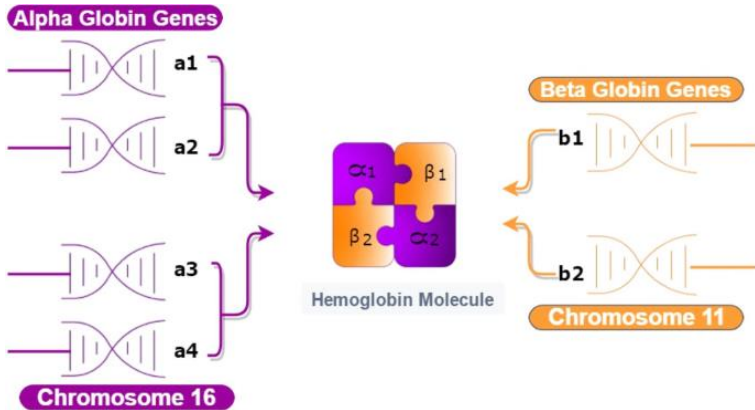 Alpha Globin Genes
a1
a2
a3
a4
Chromosome 16
α1
β1
β2
α2
Hemoglobin Molecule
Beta Globin Genes
b1
b2
Chromosome 11